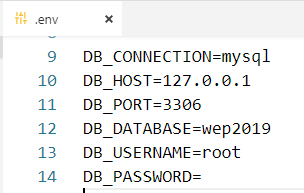 .env
9 DB_CONNECTION=mysql
10 DB_HOST=127.0.0.1
11 DB_PORT=3306
12 DB_DATABASE=wep2019
13 DB_USERNAME=root
14 DB_PASSWORD=